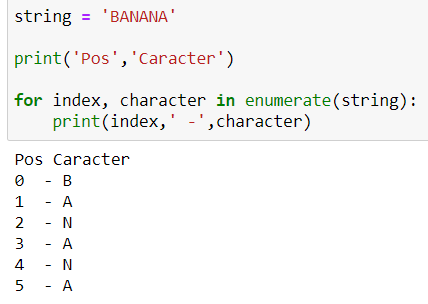 string = 'BANANA'
print('Pos','Caracter')
for index, character in enumerate(string):
    print(index,' -',character)
Pos Caracter
0  - B
1  - A
2  - N
3  - A
4  - N
5  - A